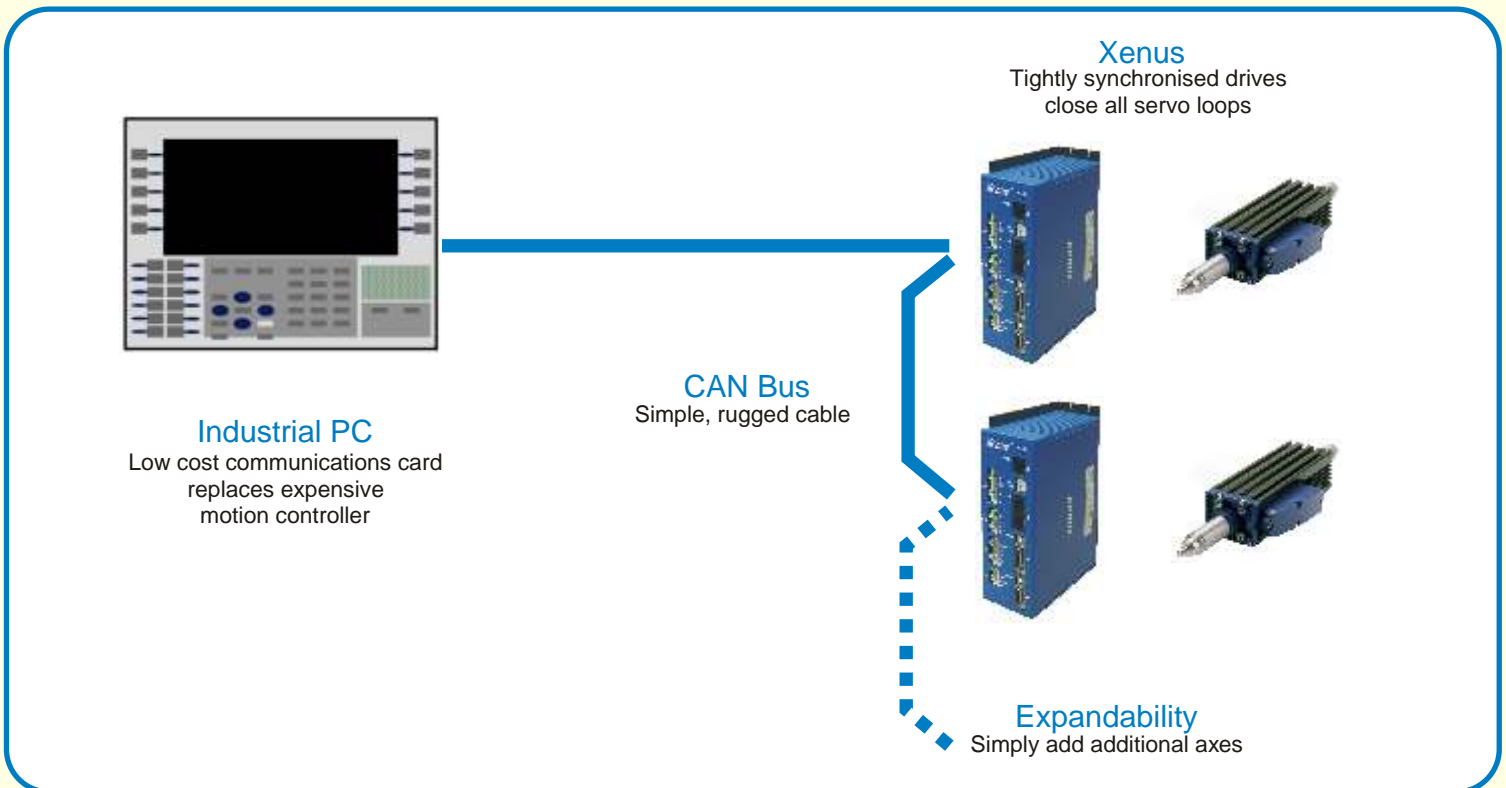 Xenus
Tightly synchronised drives
close all servo loops
CAN Bus
Simple, rugged cable
Industrial PC
Low cost communications card
replaces expensive
motion controller
Expandability
Simply add additional axes